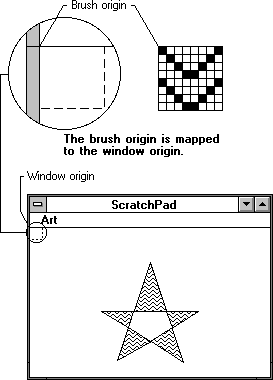 Brush origin
The brush origin is mapped
to the window origin.
Window origin
ScratchPad
Art